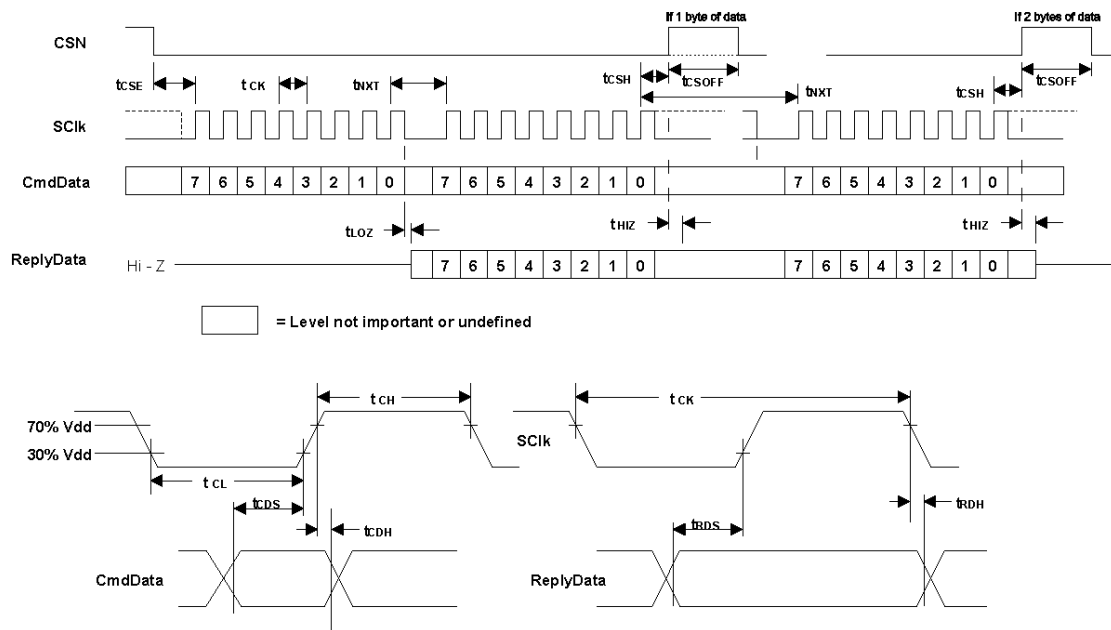 If 1 byte of data
If 2 bytes of data
CSN
tCSE
t CK
tNXT
tCSH
tCSOFF
tNXT
tCSH
tCSOFF
SClk
CmdData
7 6 5 4 3 2 1 0
7 6 5 4 3 2 1 0
7 6 5 4 3 2 1 0
tLOZ
tHIZ
tHIZ
ReplyData
Hi - Z
7 6 5 4 3 2 1 0
7 6 5 4 3 2 1 0
= Level not important or undefined
t CH
t CK
70% Vdd
30% Vdd
SClk
t CL
tCDS
tCDH
tRDS
tRDH
CmdData
ReplyData